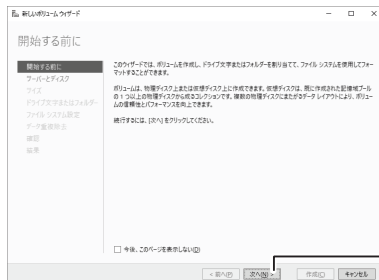 新しいボリューム ウィザード
開始する前に
開始する前に
サーバーとディスク
サイズ
ドライブ文字またはフォルダー
ファイル システム設定
データ重複除去
確認
結果
このウィザードでは、ボリュームを作成し、ドライブ文字またはフォルダーを割り当てて、ファイル システムを使用してフォー
マットすることができます。
ボリュームは、物理ディスク上または仮想ディスク上に作成できます。仮想ディスクは、既に作成された記憶域プール
の 1 つ以上の物理ディスクから成るコレクションです。複数の物理ディスクにまたがるデータ レイアウトにより、ボリュー
ムの信頼性とパフォーマンスを向上できます。
続行するには、[次へ] をクリックしてください。
今後、このページを表示しない(D)
< 前へ(P)
次へ(N) >
作成(C)
キャンセル